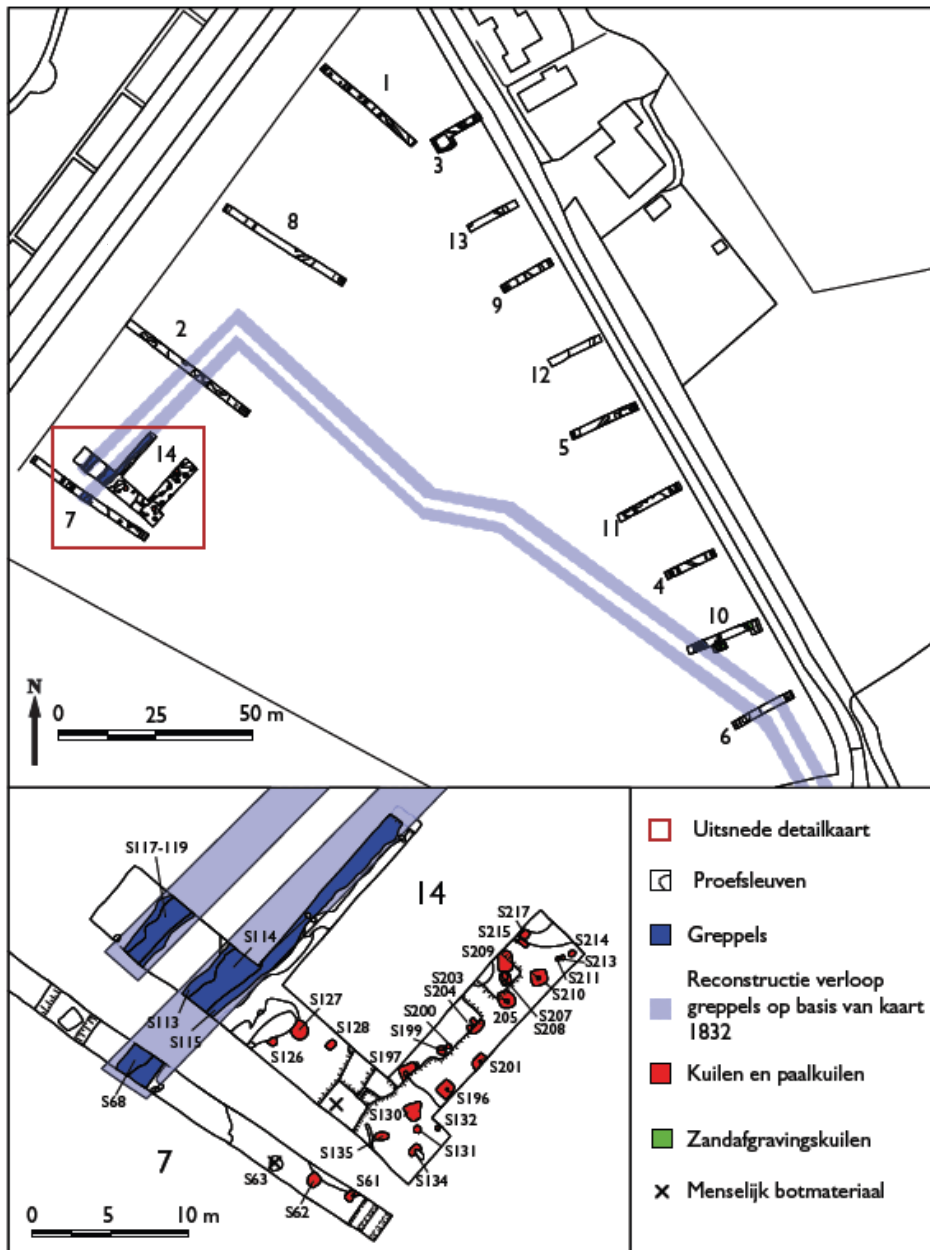 1
3
8
13
9
2
12
5
14
7
11
4
10
6
N
0 25 50 m
S117-119
14
S114
S217
S215
S209
S214
S213
S203
S211
S204
S210
S113
S127
S200
S207
205
S208
S115
S128
S199
S126
S197
S201
S68
S196
S130
S132
S135
S131
7
S134
S63
S61
S62
0 5 10 m
Uitsnede detailkaart
Proefsleuven
Greppels
Reconstructie verloop
greppels op basis van kaart
1832
Kuilen en paalkuilen
Zandafgravingskuilen
Menselijk botmateriaal